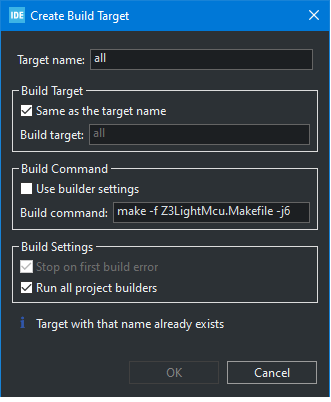 IDE Create Build Target
Target name: all
Build Target
Same as the target name
Build target: all
Build Command
Use builder settings
Build command: make -f Z3LightMcu.Makefile -j6
Build Settings
Stop on first build error
Run all project builders
Target with that name already exists
OK Cancel